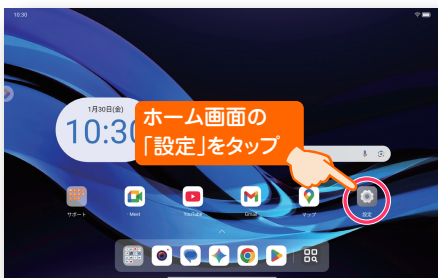 10:30
1月30日(金)
10:30
ホーム画面の
「設定」をタップ
サポート
Meet
YouTube
Gmail
マップ
設定